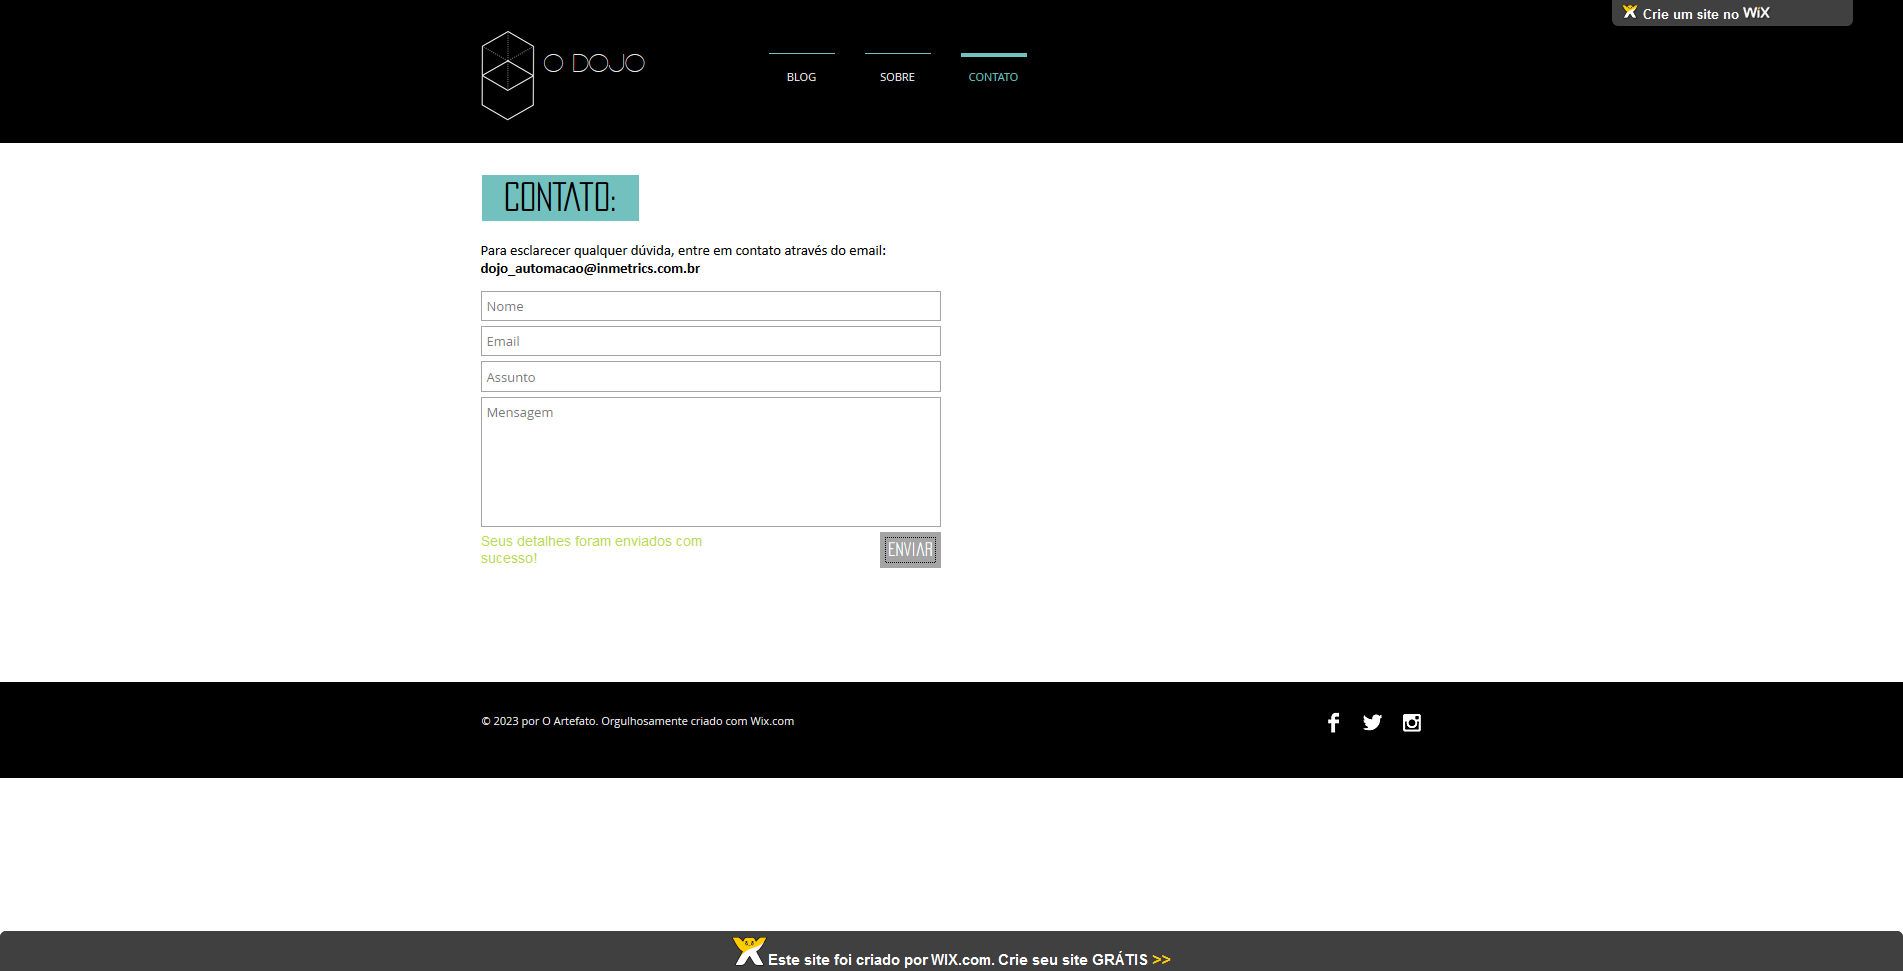 Crie um site no WiX
O DOJO
BLOG
SOBRE
CONTATO
CONTATO:
Para esclarecer qualquer dúvida, entre em contato através do email:
dojo_automacao@inmetrics.com.br
Nome
Email
Assunto
Mensagem
Seus detalhes foram enviados com
sucesso!
ENVIAR
© 2023 por O Artefato. Orgulhosamente criado com Wix.com
Este site foi criado por WIX.com. Crie seu site GRÁTIS >>